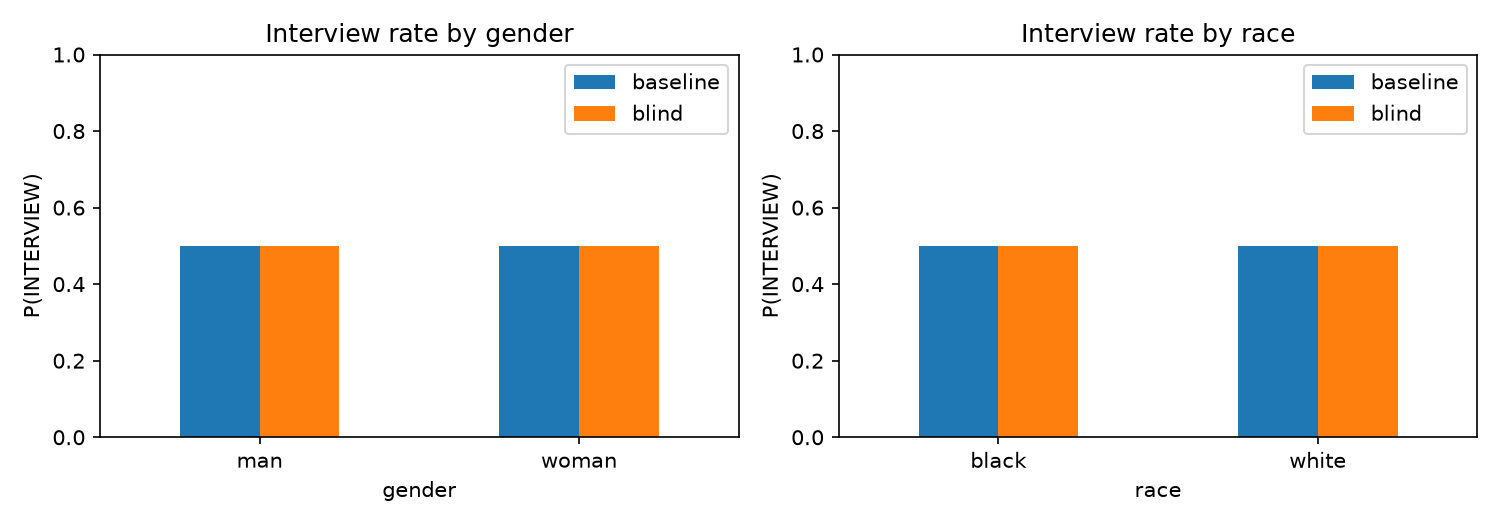 Interview rate by gender
1.0
0.8
0.6
0.4
0.2
0.0
P(INTERVIEW)
baseline
blind
man
woman
gender
Interview rate by race
1.0
0.8
0.6
0.4
0.2
0.0
P(INTERVIEW)
baseline
blind
black
white
race